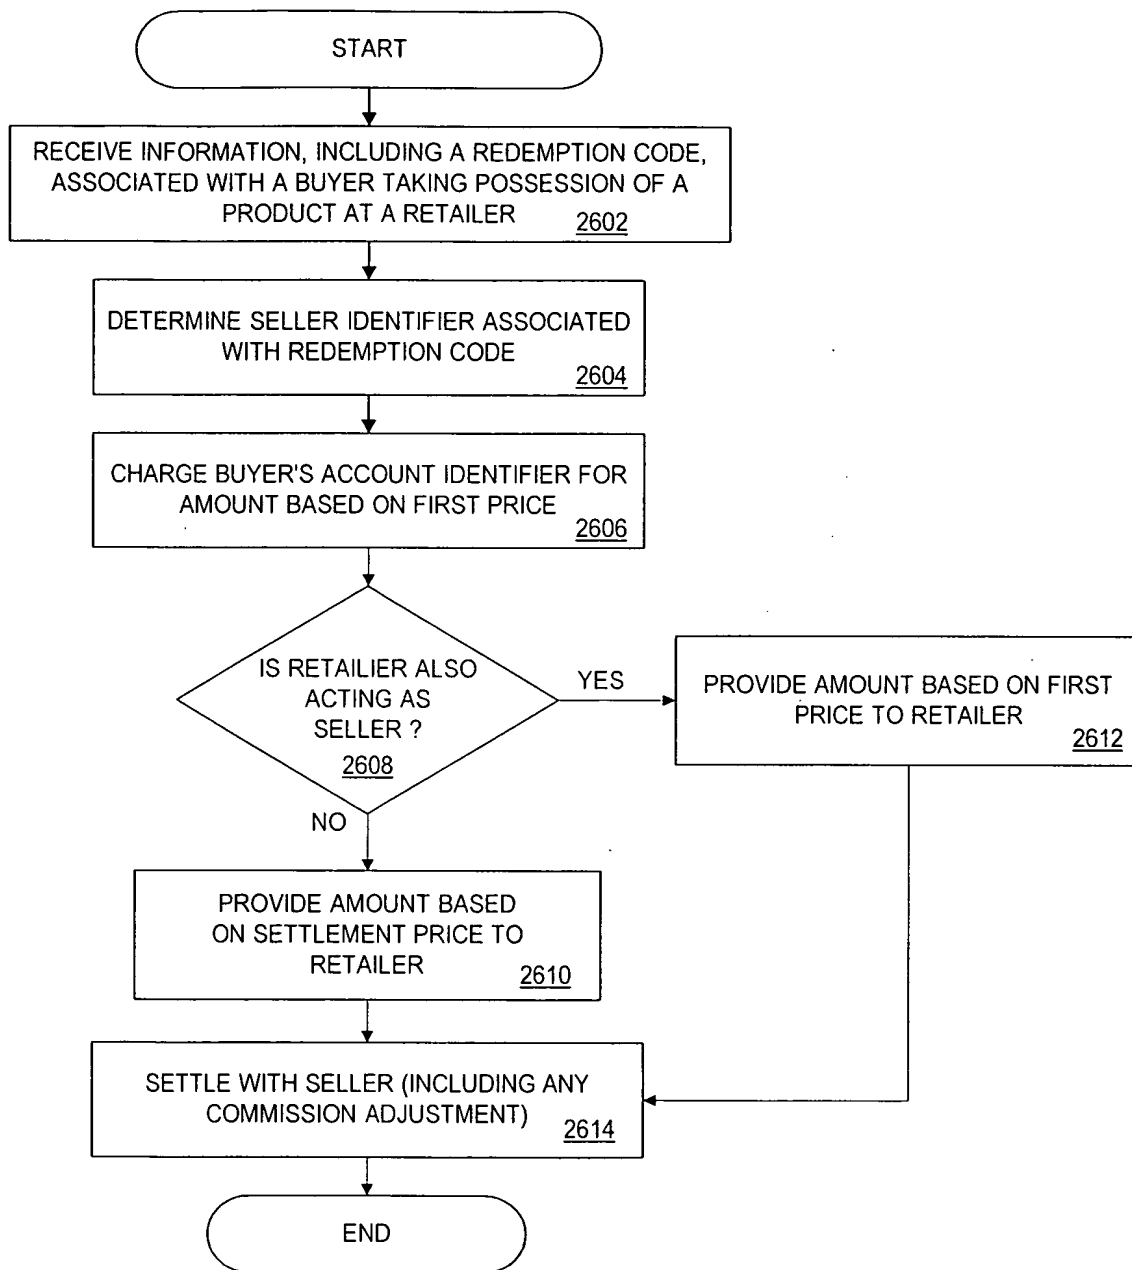 START
RECEIVE INFORMATION, INCLUDING A REDEMPTION CODE,
ASSOCIATED WITH A BUYER TAKING POSSESSION OF A
PRODUCT AT A RETAILER
2602
DETERMINE SELLER IDENTIFIER ASSOCIATED
WITH REDEMPTION CODE
2604
CHARGE BUYER'S ACCOUNT IDENTIFIER FOR
AMOUNT BASED ON FIRST PRICE
2606
IS RETAILIER ALSO
ACTING AS
SELLER ?
2608
YES
PROVIDE AMOUNT BASED ON FIRST
PRICE TO RETAILER
2612
NO
PROVIDE AMOUNT BASED
ON SETTLEMENT PRICE TO
RETAILER
2610
SETTLE WITH SELLER (INCLUDING ANY
COMMISSION ADJUSTMENT)
2614
END